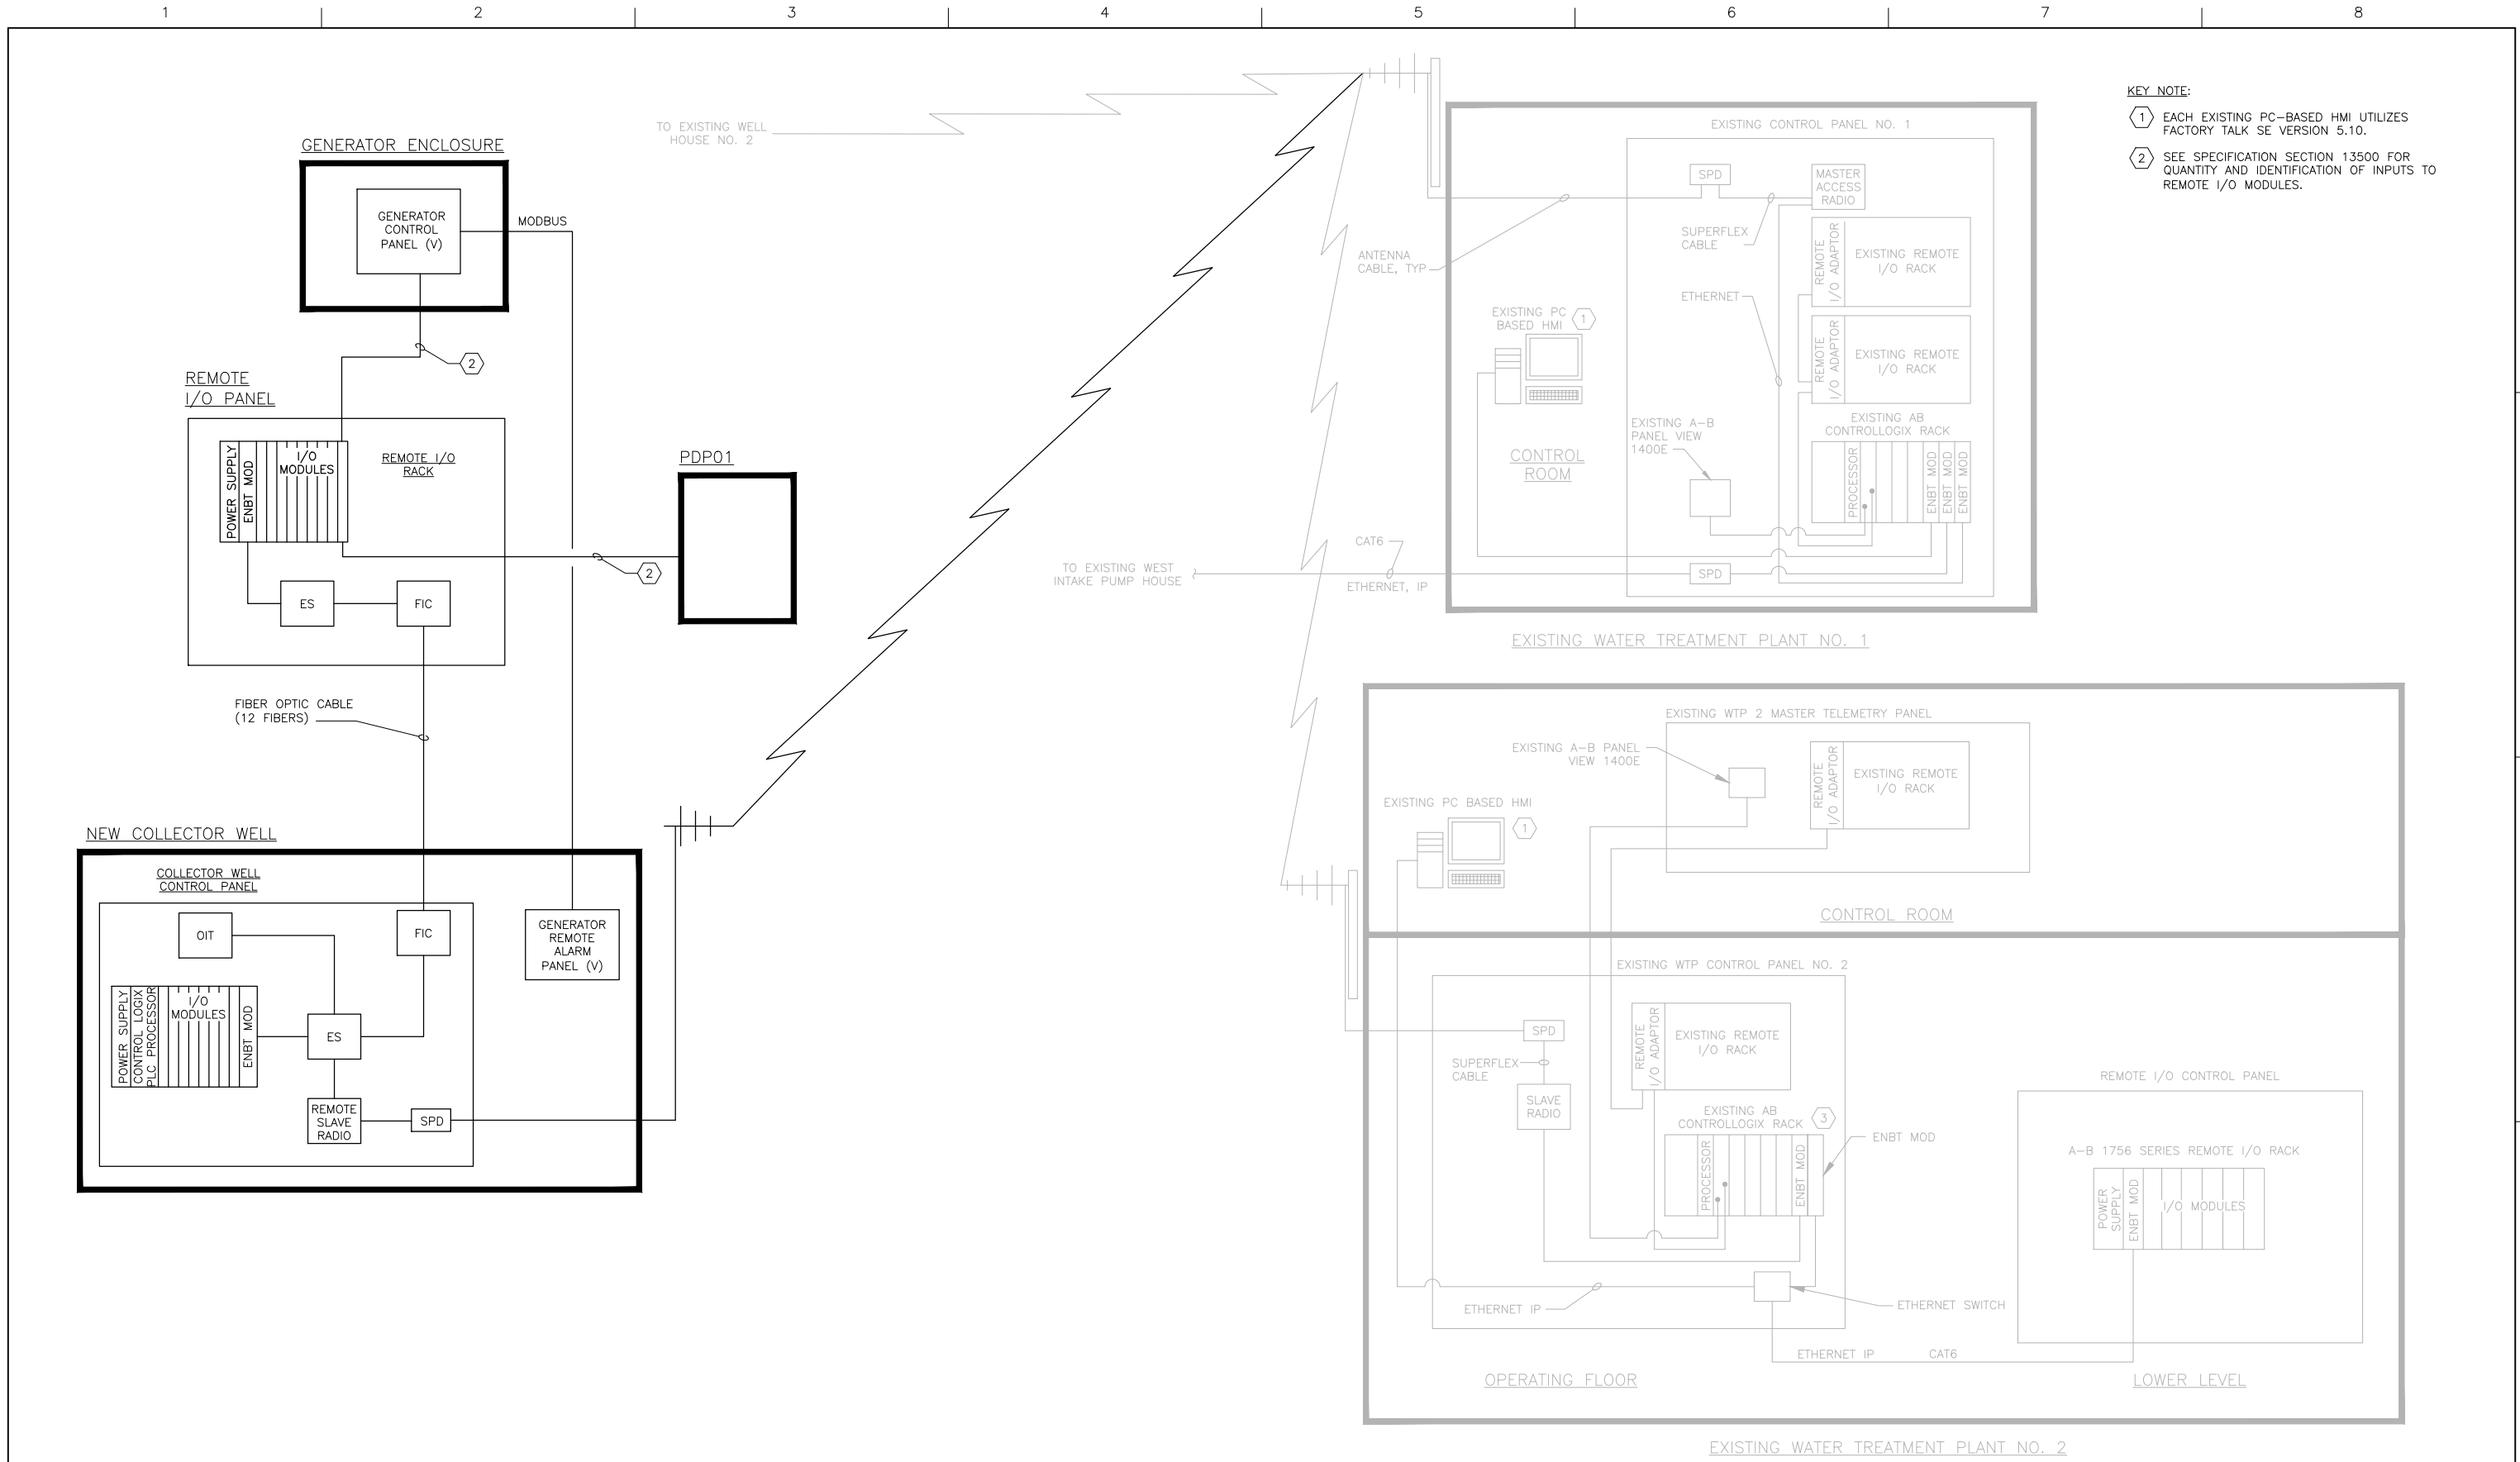 1 2 3 4 5 6 7 8
KEY NOTE:
1 EACH EXISTING PC-BASED HMI UTILIZES
FACTORY TALK SE VERSION 5.10.
2 SEE SPECIFICATION SECTION 13500 FOR
QUANTITY AND IDENTIFICATION OF INPUTS TO
REMOTE I/O MODULES.
GENERATOR ENCLOSURE
GENERATOR
CONTROL
PANEL (V)
MODBUS
2
REMOTE
I/O PANEL
POWER SUPPLY
ENBT MOD
I/O
MODULES
REMOTE I/O
RACK
ES
FIC
PDP01
2
FIBER OPTIC CABLE
(12 FIBERS)
NEW COLLECTOR WELL
COLLECTOR WELL
CONTROL PANEL
OIT
FIC
POWER SUPPLY
CONTROL LOGIX
PLC PROCESSOR
I/O
MODULES
ENBT MOD
ES
REMOTE
SLAVE
RADIO
SPD
GENERATOR
REMOTE
ALARM
PANEL (V)
TO EXISTING WELL
HOUSE NO. 2
ANTENNA
CABLE, TYP
TO EXISTING WEST
INTAKE PUMP HOUSE
CAT6
ETHERNET, IP
EXISTING CONTROL PANEL NO. 1
SPD
MASTER
ACCESS
RADIO
SUPERFLEX
CABLE
REMOTE
I/O ADAPTOR
EXISTING REMOTE
I/O RACK
ETHERNET
REMOTE
I/O ADAPTOR
EXISTING REMOTE
I/O RACK
EXISTING PC
BASED HMI 1
CONTROL
ROOM
EXISTING A-B
PANEL VIEW
1400E
EXISTING AB
CONTROLLOGIX RACK
PROCESSOR
ENBT MOD
ENBT MOD
ENBT MOD
SPD
EXISTING WATER TREATMENT PLANT NO. 1
EXISTING WTP 2 MASTER TELEMETRY PANEL
EXISTING A-B PANEL
VIEW 1400E
REMOTE
I/O ADAPTOR
EXISTING REMOTE
I/O RACK
EXISTING PC BASED HMI
1
CONTROL ROOM
EXISTING WTP CONTROL PANEL NO. 2
SPD
SUPERFLEX
CABLE
SLAVE
RADIO
REMOTE
I/O ADAPTOR
EXISTING REMOTE
I/O RACK
EXISTING AB
CONTROLLOGIX RACK 3
PROCESSOR
ENBT MOD
ENBT MOD
ETHERNET IP
ETHERNET SWITCH
ETHERNET IP CAT6
REMOTE I/O CONTROL PANEL
A-B 1756 SERIES REMOTE I/O RACK
POWER
SUPPLY
ENBT MOD
I/O MODULES
OPERATING FLOOR
LOWER LEVEL
EXISTING WATER TREATMENT PLANT NO. 2